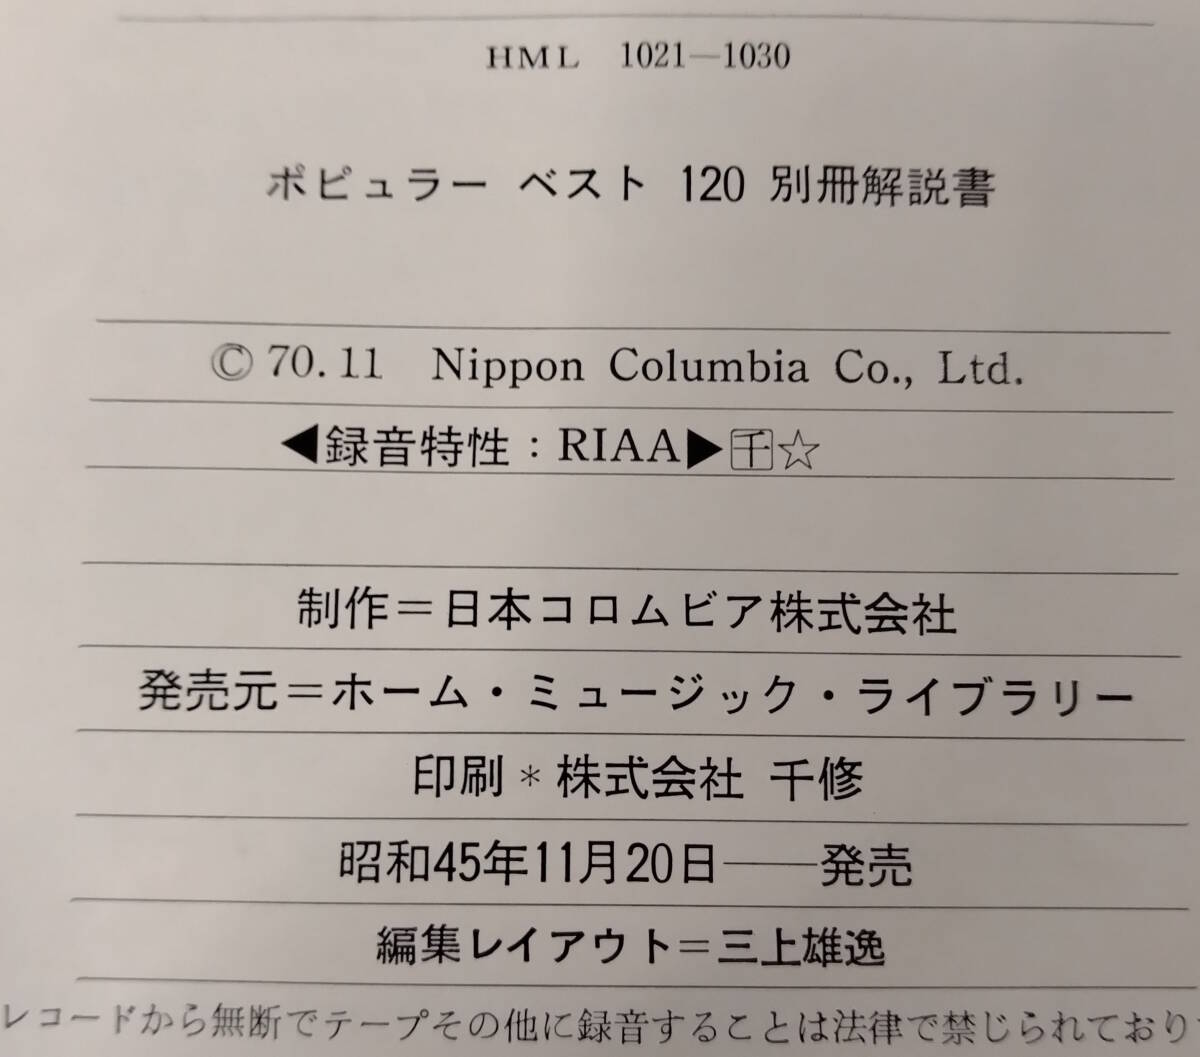 HML 1021—1030
ポピュラー ベスト 120 別冊解説書
© 70.11 Nippon Columbia Co., Ltd.
◀録音特性：RIAA▶千☆
制作＝日本コロムビア株式会社
発売元＝ホーム・ミュージック・ライブラリー
印刷＊株式会社 千修
昭和45年11月20日——発売
編集レイアウト＝三上雄逸
レコードから無断でテープその他に録音することは法律で禁じられており